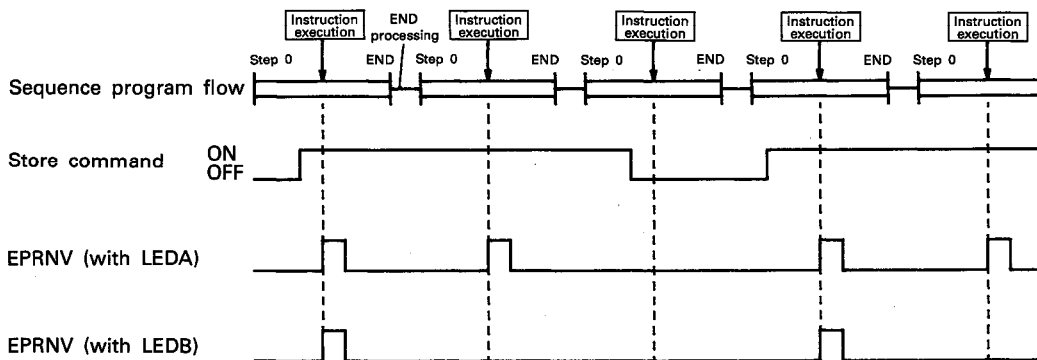 Instruction execution
END processing
Instruction execution
Instruction execution
Instruction execution
Instruction execution
Step 0
END
Step 0
END
Step 0
END
Step 0
END
Step 0
Sequence program flow
Store command
ON
OFF
EPRNV (with LEDA)
EPRNV (with LEDB)